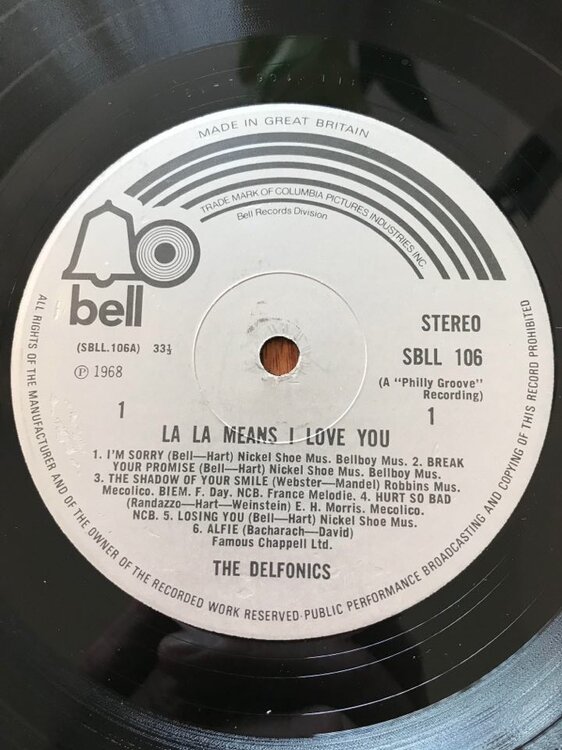 MADE IN GREAT BRITAIN
TRADE MARK OF COLUMBIA PICTURES INDUSTRIES INC.
Bell Records Division
bell
STEREO
(SBLL.106A) 33⅓
SBLL 106
℗ 1968
(A "Philly Groove"
Recording)
1
1
LA LA MEANS I LOVE YOU
1. I'M SORRY (Bell—Hart) Nickel Shoe Mus. Bellboy Mus. 2. BREAK
YOUR PROMISE (Bell—Hart) Nickel Shoe Mus. Bellboy Mus.
3. THE SHADOW OF YOUR SMILE (Webster—Mandel) Robbins Mus.
Mecolico. BIEM. F. Day. NCB. France Melodie. 4. HURT SO BAD
(Randazzo—Hart—Weinstein) E. H. Morris. Mecolico.
NCB. 5. LOSING YOU (Bell—Hart) Nickel Shoe Mus.
6. ALFIE (Bacharach—David)
Famous Chappell Ltd.
THE DELFONICS
ALL RIGHTS OF THE MANUFACTURER AND OF THE OWNER OF THE RECORDED WORK RESERVED·PUBLIC PERFORMANCE BROADCASTING AND COPYING OF THIS RECORD PROHIBITED